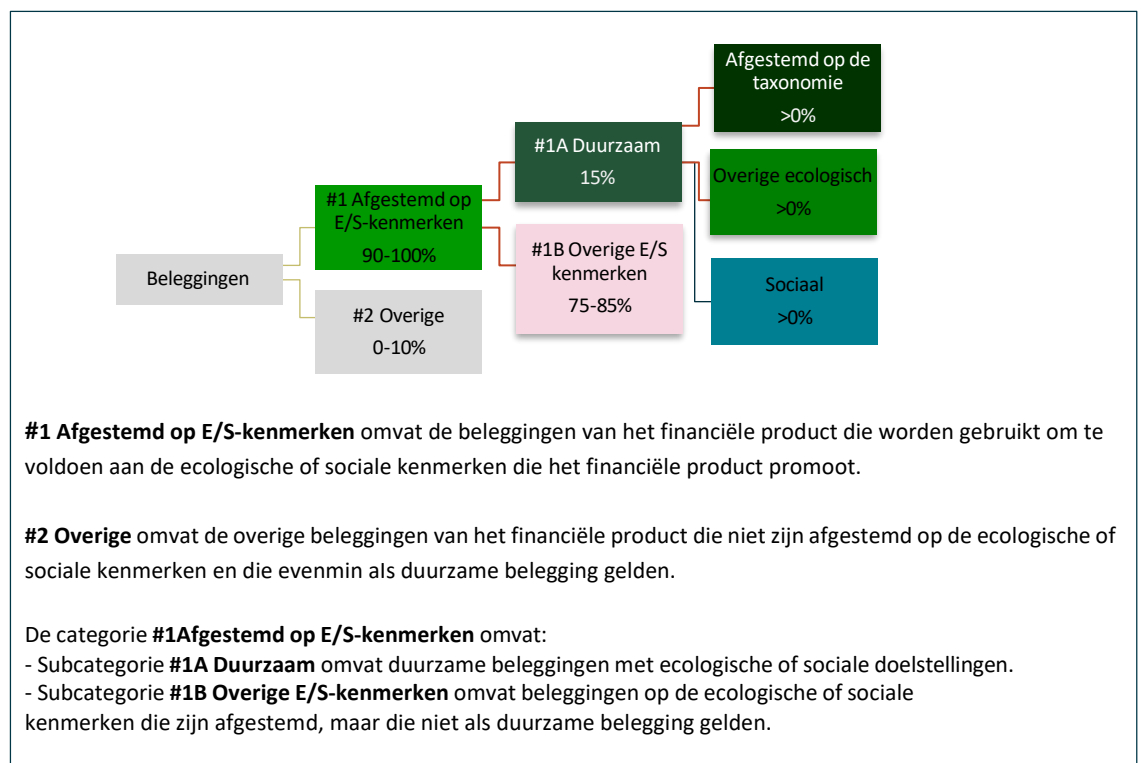 Beleggingen
#1 Afgestemd op
E/S-kenmerken
90-100%
#2 Overige
0-10%
#1A Duurzaam
15%
#1B Overige E/S
kenmerken
75-85%
Afgestemd op de
taxonomie
>0%
Overige ecologisch
>0%
Sociaal
>0%
#1 Afgestemd op E/S-kenmerken omvat de beleggingen van het financiële product die worden gebruikt om te
voldoen aan de ecologische of sociale kenmerken die het financiële product promoot.
#2 Overige omvat de overige beleggingen van het financiële product die niet zijn afgestemd op de ecologische of
sociale kenmerken en die evenmin als duurzame belegging gelden.
De categorie #1Afgestemd op E/S-kenmerken omvat:
- Subcategorie #1A Duurzaam omvat duurzame beleggingen met ecologische of sociale doelstellingen.
- Subcategorie #1B Overige E/S-kenmerken omvat beleggingen op de ecologische of sociale
kenmerken die zijn afgestemd, maar die niet als duurzame belegging gelden.